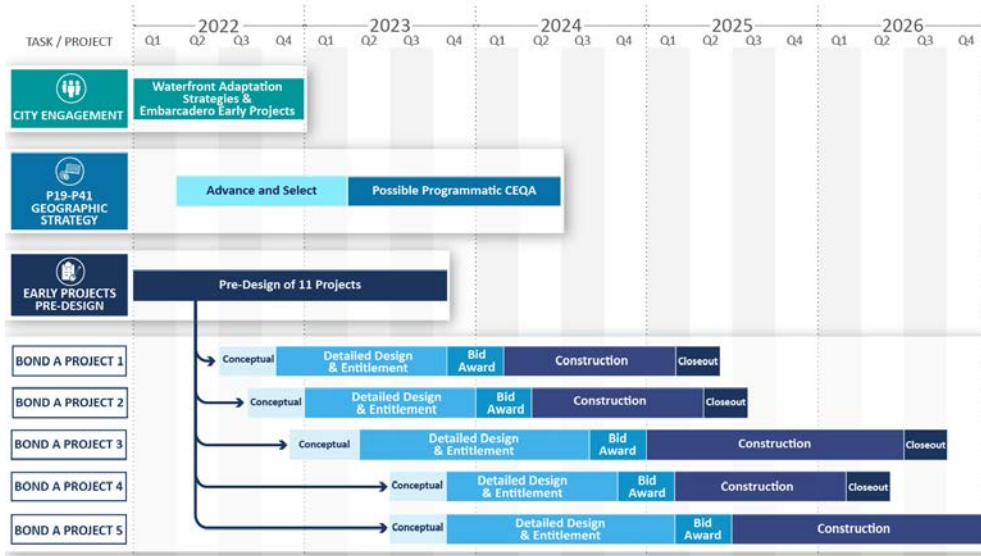 2022 2023 2024 2025 2026
TASK / PROJECT Q1 Q2 Q3 Q4 Q1 Q2 Q3 Q4 Q1 Q2 Q3 Q4 Q1 Q2 Q3 Q4 Q1 Q2 Q3 Q4
CITY ENGAGEMENT
Waterfront Adaptation
Strategies &
Embarcadero Early Projects
P19-P41
GEOGRAPHIC
STRATEGY
Advance and Select Possible Programmatic CEQA
EARLY PROJECTS
PRE-DESIGN
Pre-Design of 11 Projects
BOND A PROJECT 1
Conceptual
Detailed Design
& Entitlement
Bid
Award
Construction
Closeout
BOND A PROJECT 2
Conceptual
Detailed Design
& Entitlement
Bid
Award
Construction
Closeout
BOND A PROJECT 3
Conceptual
Detailed Design
& Entitlement
Bid
Award
Construction
Closeout
BOND A PROJECT 4
Conceptual
Detailed Design
& Entitlement
Bid
Award
Construction
Closeout
BOND A PROJECT 5
Conceptual
Detailed Design
& Entitlement
Bid
Award
Construction